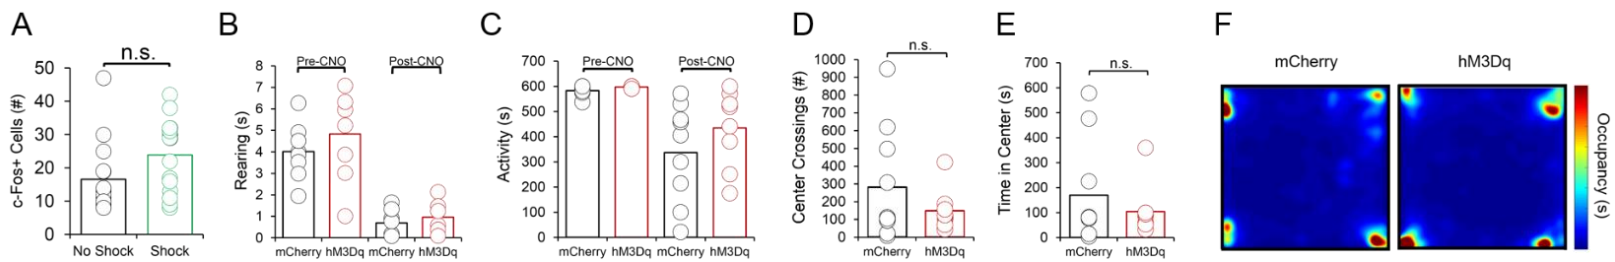 A
B
C
D
E
F
n.s.
c-Fos+ Cells (#)
50
40
30
20
10
0
No Shock
Shock
Pre-CNO
Post-CNO
Rearing (s)
8
7
6
5
4
3
2
1
0
mCherry hM3Dq mCherry hM3Dq
Pre-CNO
Post-CNO
Activity (s)
700
600
500
400
300
200
100
0
mCherry hM3Dq mCherry hM3Dq
n.s.
Center Crossings (#)
1000
900
800
700
600
500
400
300
200
100
0
mCherry hM3Dq
n.s.
Time in Center (s)
700
600
500
400
300
200
100
0
mCherry hM3Dq
mCherry
hM3Dq
Occupancy (s)